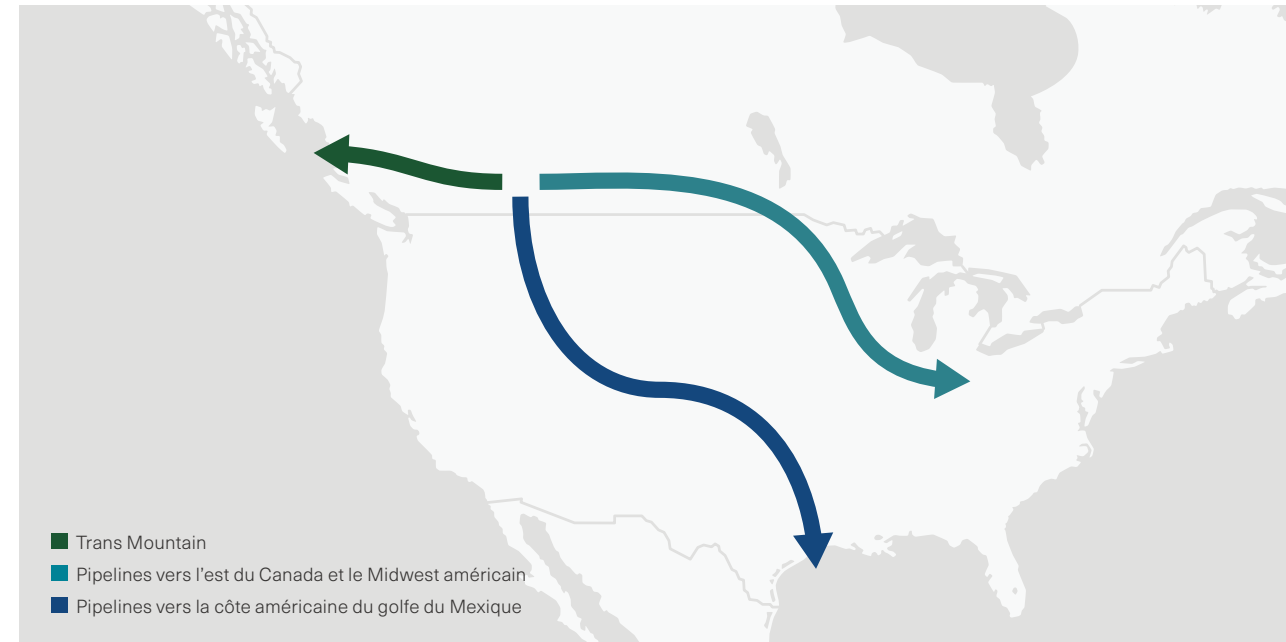 Trans Mountain
Pipelines vers l'est du Canada et le Midwest américain
Pipelines vers la côte américaine du golfe du Mexique